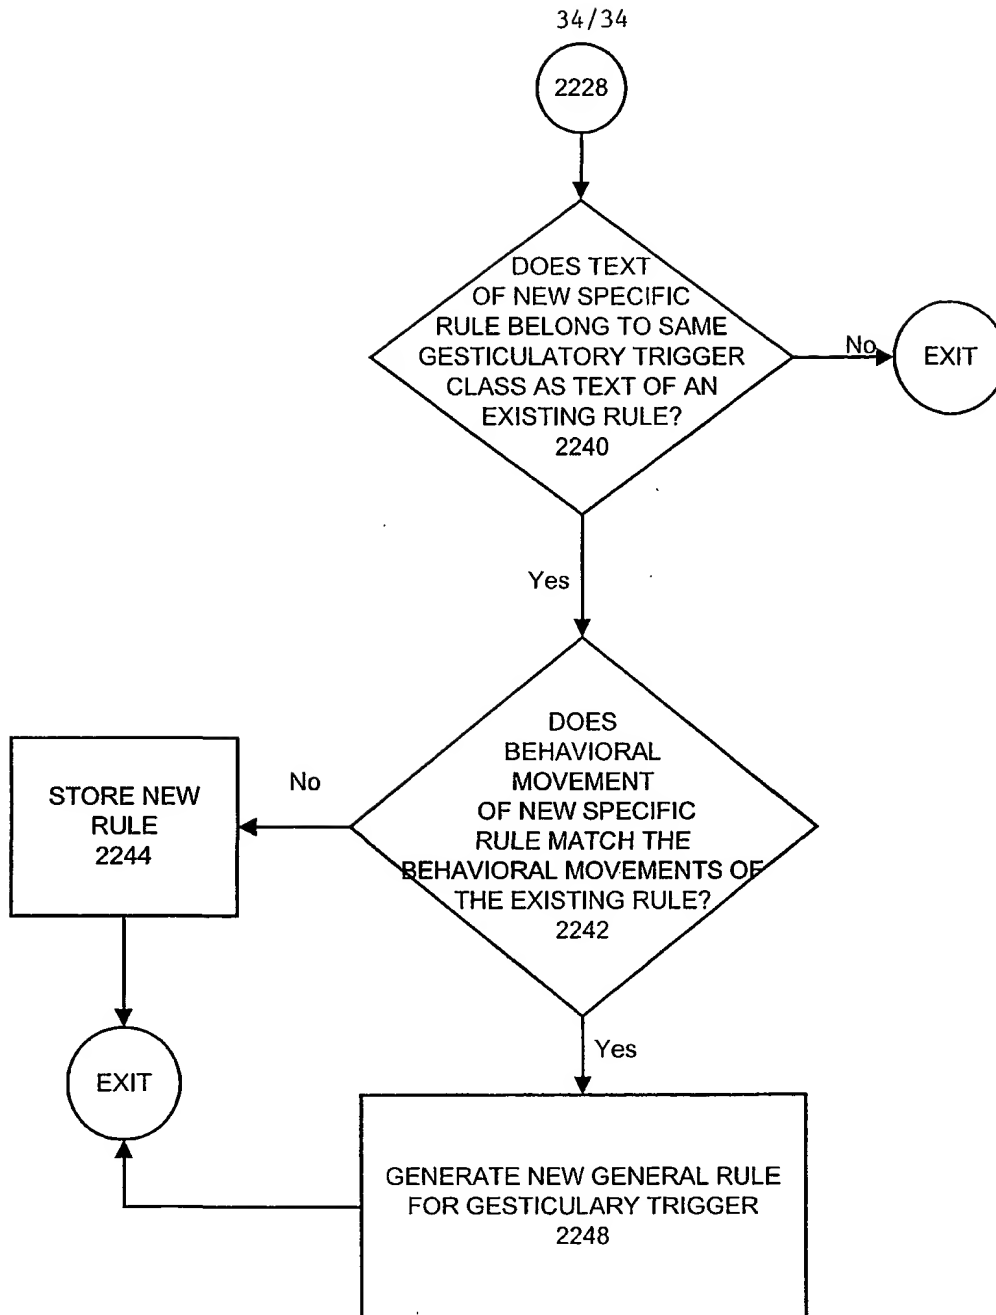 34/34
2228
DOES TEXT
OF NEW SPECIFIC
RULE BELONG TO SAME
GESTICULATORY TRIGGER
CLASS AS TEXT OF AN
EXISTING RULE?
2240
No
EXIT
Yes
DOES
BEHAVIORAL
MOVEMENT
OF NEW SPECIFIC
RULE MATCH THE
BEHAVIORAL MOVEMENTS OF
THE EXISTING RULE?
2242
No
STORE NEW
RULE
2244
EXIT
Yes
GENERATE NEW GENERAL RULE
FOR GESTICULARY TRIGGER
2248